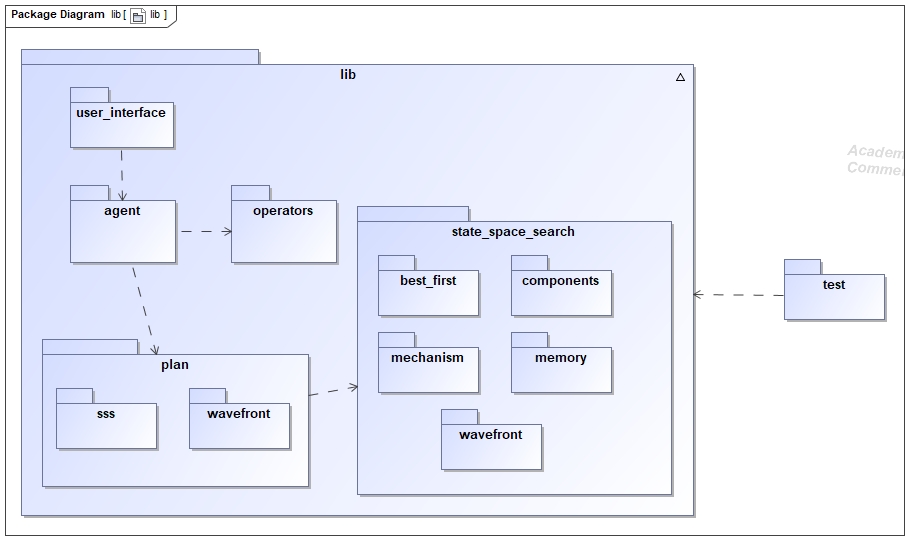 Package Diagram lib [ lib ]
lib
user_interface
agent
operators
state_space_search
best_first
components
mechanism
memory
wavefront
plan
sss
wavefront
test
Academ
Commer